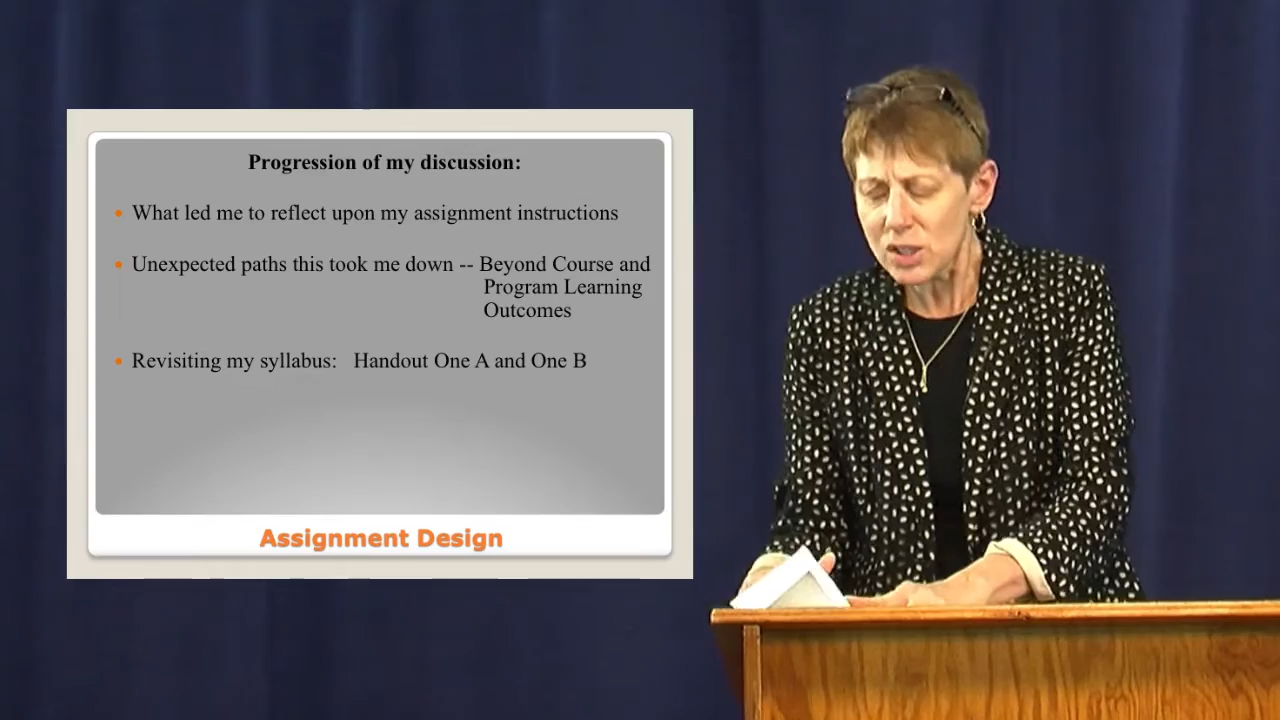 Progression of my discussion:
What led me to reflect upon my assignment instructions
Unexpected paths this took me down -- Beyond Course and
Program Learning
Outcomes
Revisiting my syllabus: Handout One A and One B
Assignment Design